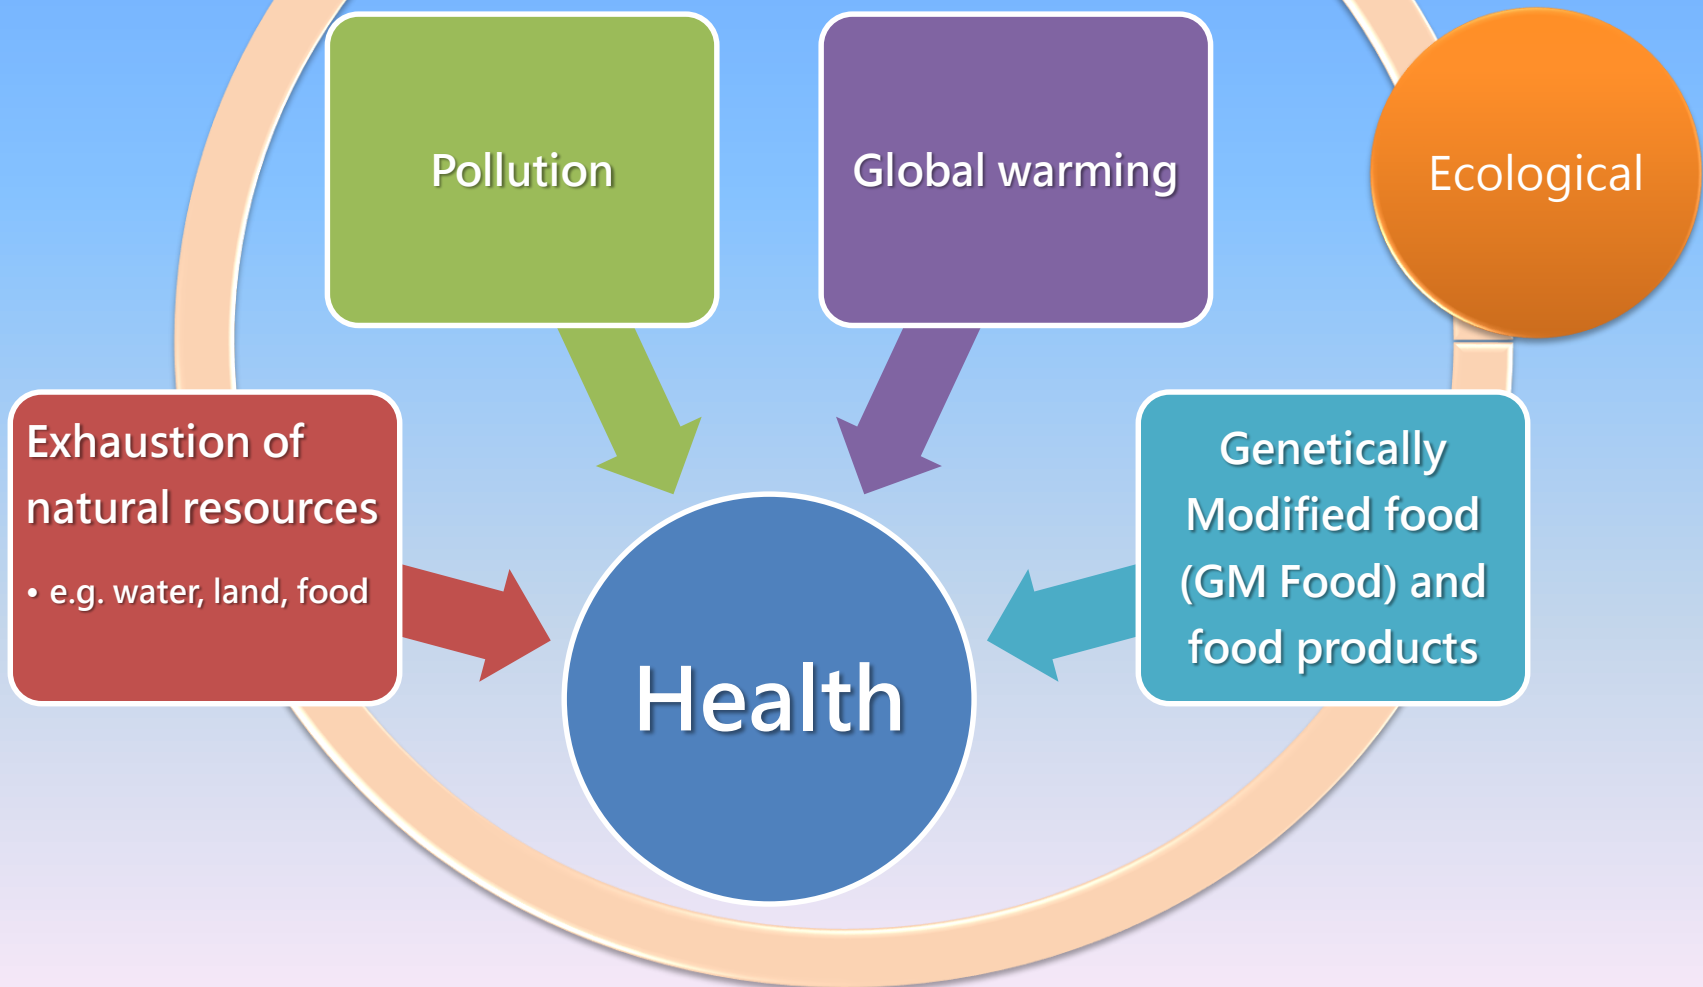 Pollution
Global warming
Ecological
Exhaustion of
natural resources
• e.g. water, land, food
Genetically
Modified food
(GM Food) and
food products
Health